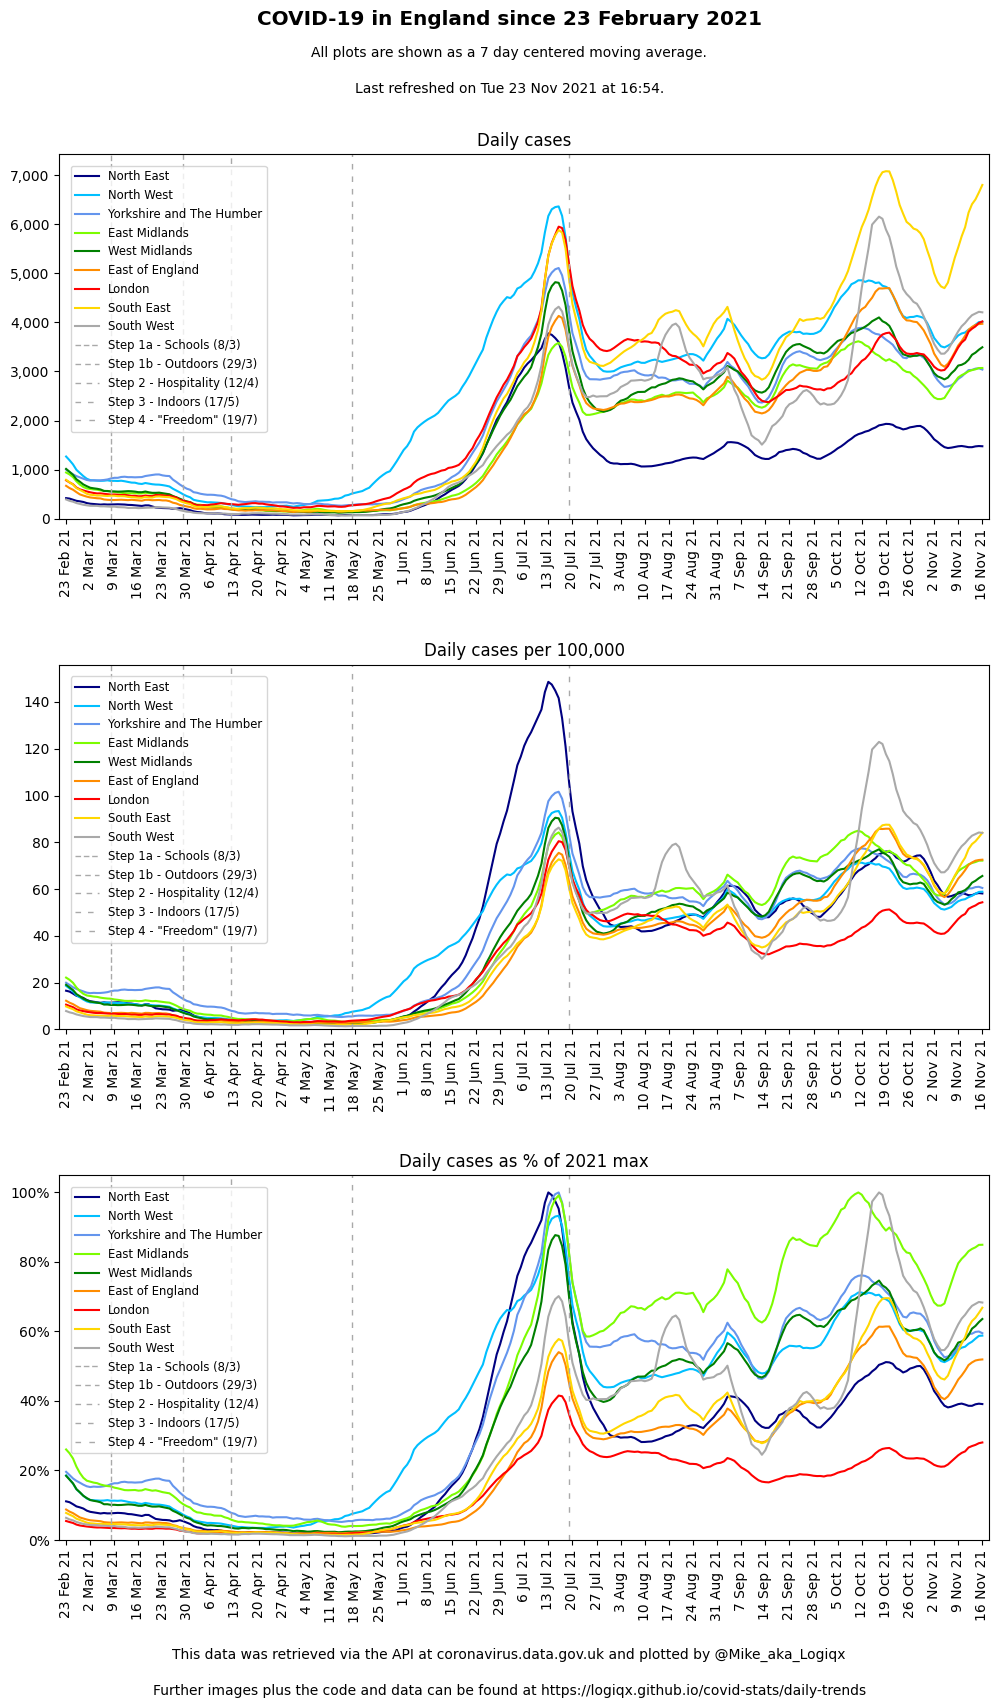 COVID-19 in England since 23 February 2021
All plots are shown as a 7 day centered moving average.
Last refreshed on Tue 23 Nov 2021 at 16:54.
Daily cases
7,000
6,000
5,000
4,000
3,000
2,000
1,000
0
North East
North West
Yorkshire and The Humber
East Midlands
West Midlands
East of England
London
South East
South West
Step 1a - Schools (8/3)
Step 1b - Outdoors (29/3)
Step 2 - Hospitality (12/4)
Step 3 - Indoors (17/5)
Step 4 - "Freedom" (19/7)
23 Feb 21
2 Mar 21
9 Mar 21
16 Mar 21
23 Mar 21
30 Mar 21
6 Apr 21
13 Apr 21
20 Apr 21
27 Apr 21
4 May 21
11 May 21
18 May 21
25 May 21
1 Jun 21
8 Jun 21
15 Jun 21
22 Jun 21
29 Jun 21
6 Jul 21
13 Jul 21
20 Jul 21
27 Jul 21
3 Aug 21
10 Aug 21
17 Aug 21
24 Aug 21
31 Aug 21
7 Sep 21
14 Sep 21
21 Sep 21
28 Sep 21
5 Oct 21
12 Oct 21
19 Oct 21
26 Oct 21
2 Nov 21
9 Nov 21
16 Nov 21
Daily cases per 100,000
140
120
100
80
60
40
20
0
North East
North West
Yorkshire and The Humber
East Midlands
West Midlands
East of England
London
South East
South West
Step 1a - Schools (8/3)
Step 1b - Outdoors (29/3)
Step 2 - Hospitality (12/4)
Step 3 - Indoors (17/5)
Step 4 - "Freedom" (19/7)
23 Feb 21
2 Mar 21
9 Mar 21
16 Mar 21
23 Mar 21
30 Mar 21
6 Apr 21
13 Apr 21
20 Apr 21
27 Apr 21
4 May 21
11 May 21
18 May 21
25 May 21
1 Jun 21
8 Jun 21
15 Jun 21
22 Jun 21
29 Jun 21
6 Jul 21
13 Jul 21
20 Jul 21
27 Jul 21
3 Aug 21
10 Aug 21
17 Aug 21
24 Aug 21
31 Aug 21
7 Sep 21
14 Sep 21
21 Sep 21
28 Sep 21
5 Oct 21
12 Oct 21
19 Oct 21
26 Oct 21
2 Nov 21
9 Nov 21
16 Nov 21
Daily cases as % of 2021 max
100%
80%
60%
40%
20%
0%
North East
North West
Yorkshire and The Humber
East Midlands
West Midlands
East of England
London
South East
South West
Step 1a - Schools (8/3)
Step 1b - Outdoors (29/3)
Step 2 - Hospitality (12/4)
Step 3 - Indoors (17/5)
Step 4 - "Freedom" (19/7)
23 Feb 21
2 Mar 21
9 Mar 21
16 Mar 21
23 Mar 21
30 Mar 21
6 Apr 21
13 Apr 21
20 Apr 21
27 Apr 21
4 May 21
11 May 21
18 May 21
25 May 21
1 Jun 21
8 Jun 21
15 Jun 21
22 Jun 21
29 Jun 21
6 Jul 21
13 Jul 21
20 Jul 21
27 Jul 21
3 Aug 21
10 Aug 21
17 Aug 21
24 Aug 21
31 Aug 21
7 Sep 21
14 Sep 21
21 Sep 21
28 Sep 21
5 Oct 21
12 Oct 21
19 Oct 21
26 Oct 21
2 Nov 21
9 Nov 21
16 Nov 21
This data was retrieved via the API at coronavirus.data.gov.uk and plotted by @Mike_aka_Logiqx
Further images plus the code and data can be found at https://logiqx.github.io/covid-stats/daily-trends